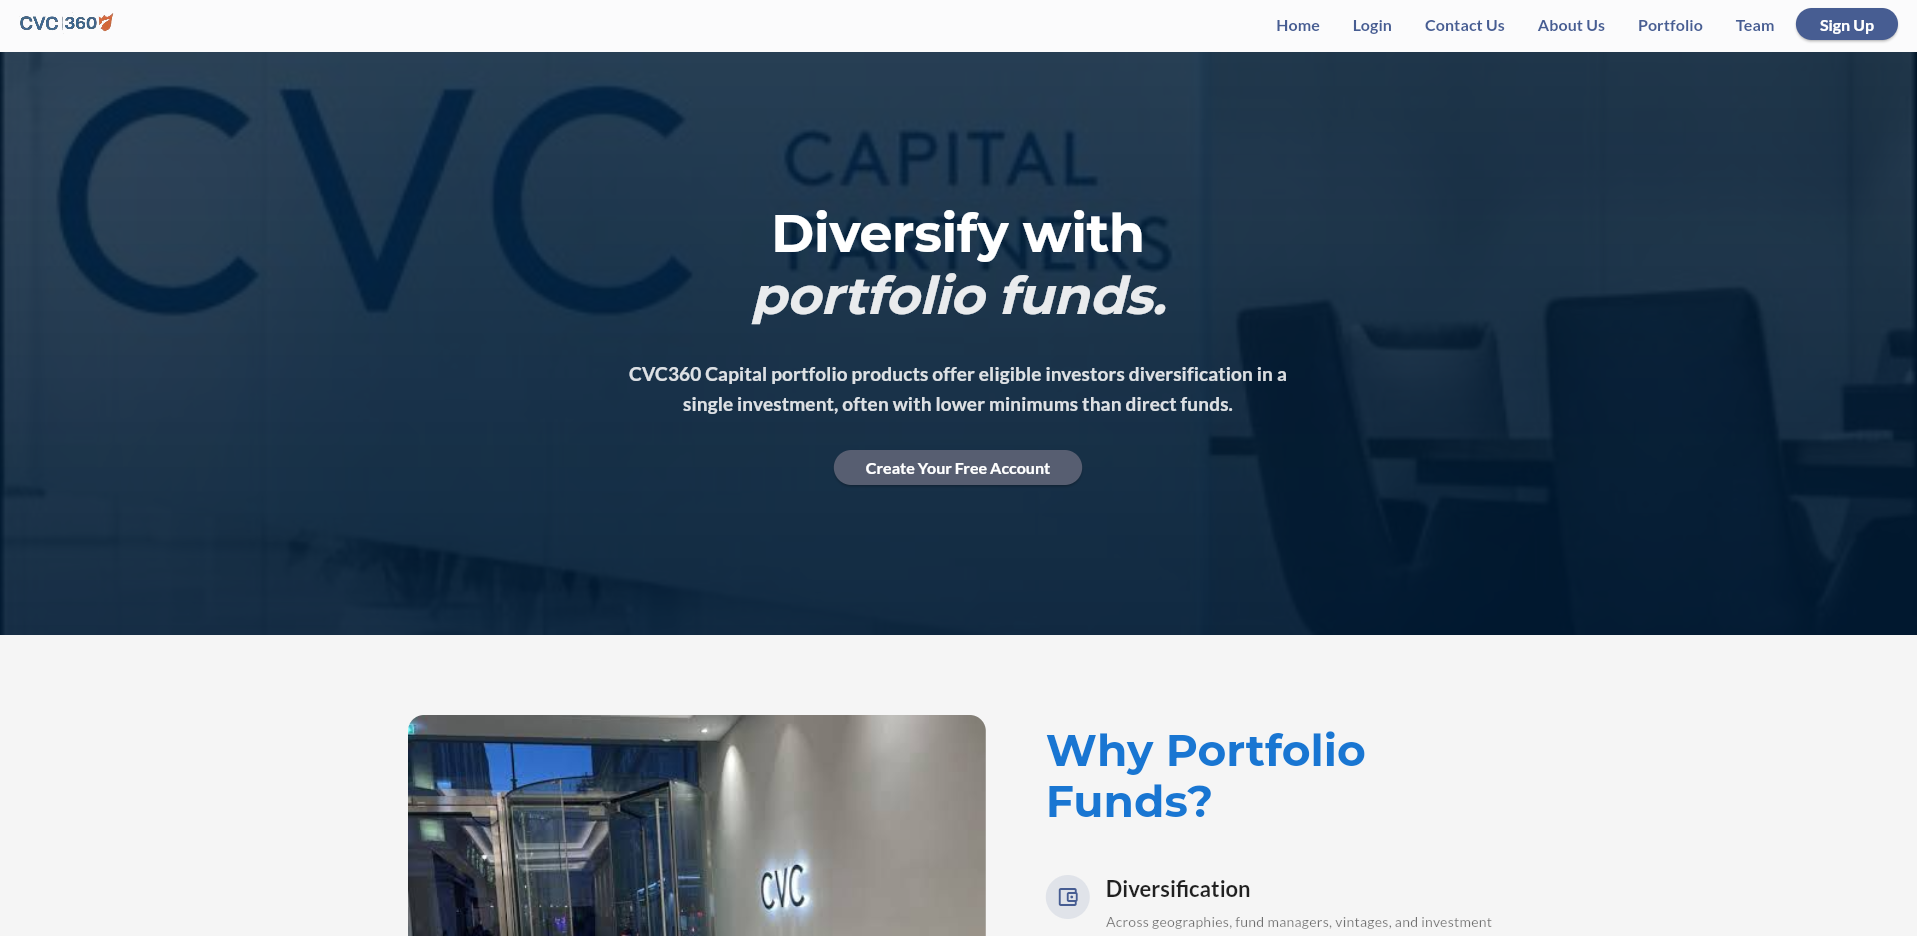 CVC 360
Home
Login
Contact Us
About Us
Portfolio
Team
Sign Up
CVC CAPITAL
PARTNERS
Diversify with
portfolio funds.
CVC360 Capital portfolio products offer eligible investors diversification in a
single investment, often with lower minimums than direct funds.
Create Your Free Account
CVC
Why Portfolio
Funds?
Diversification
Across geographies, fund managers, vintages, and investment